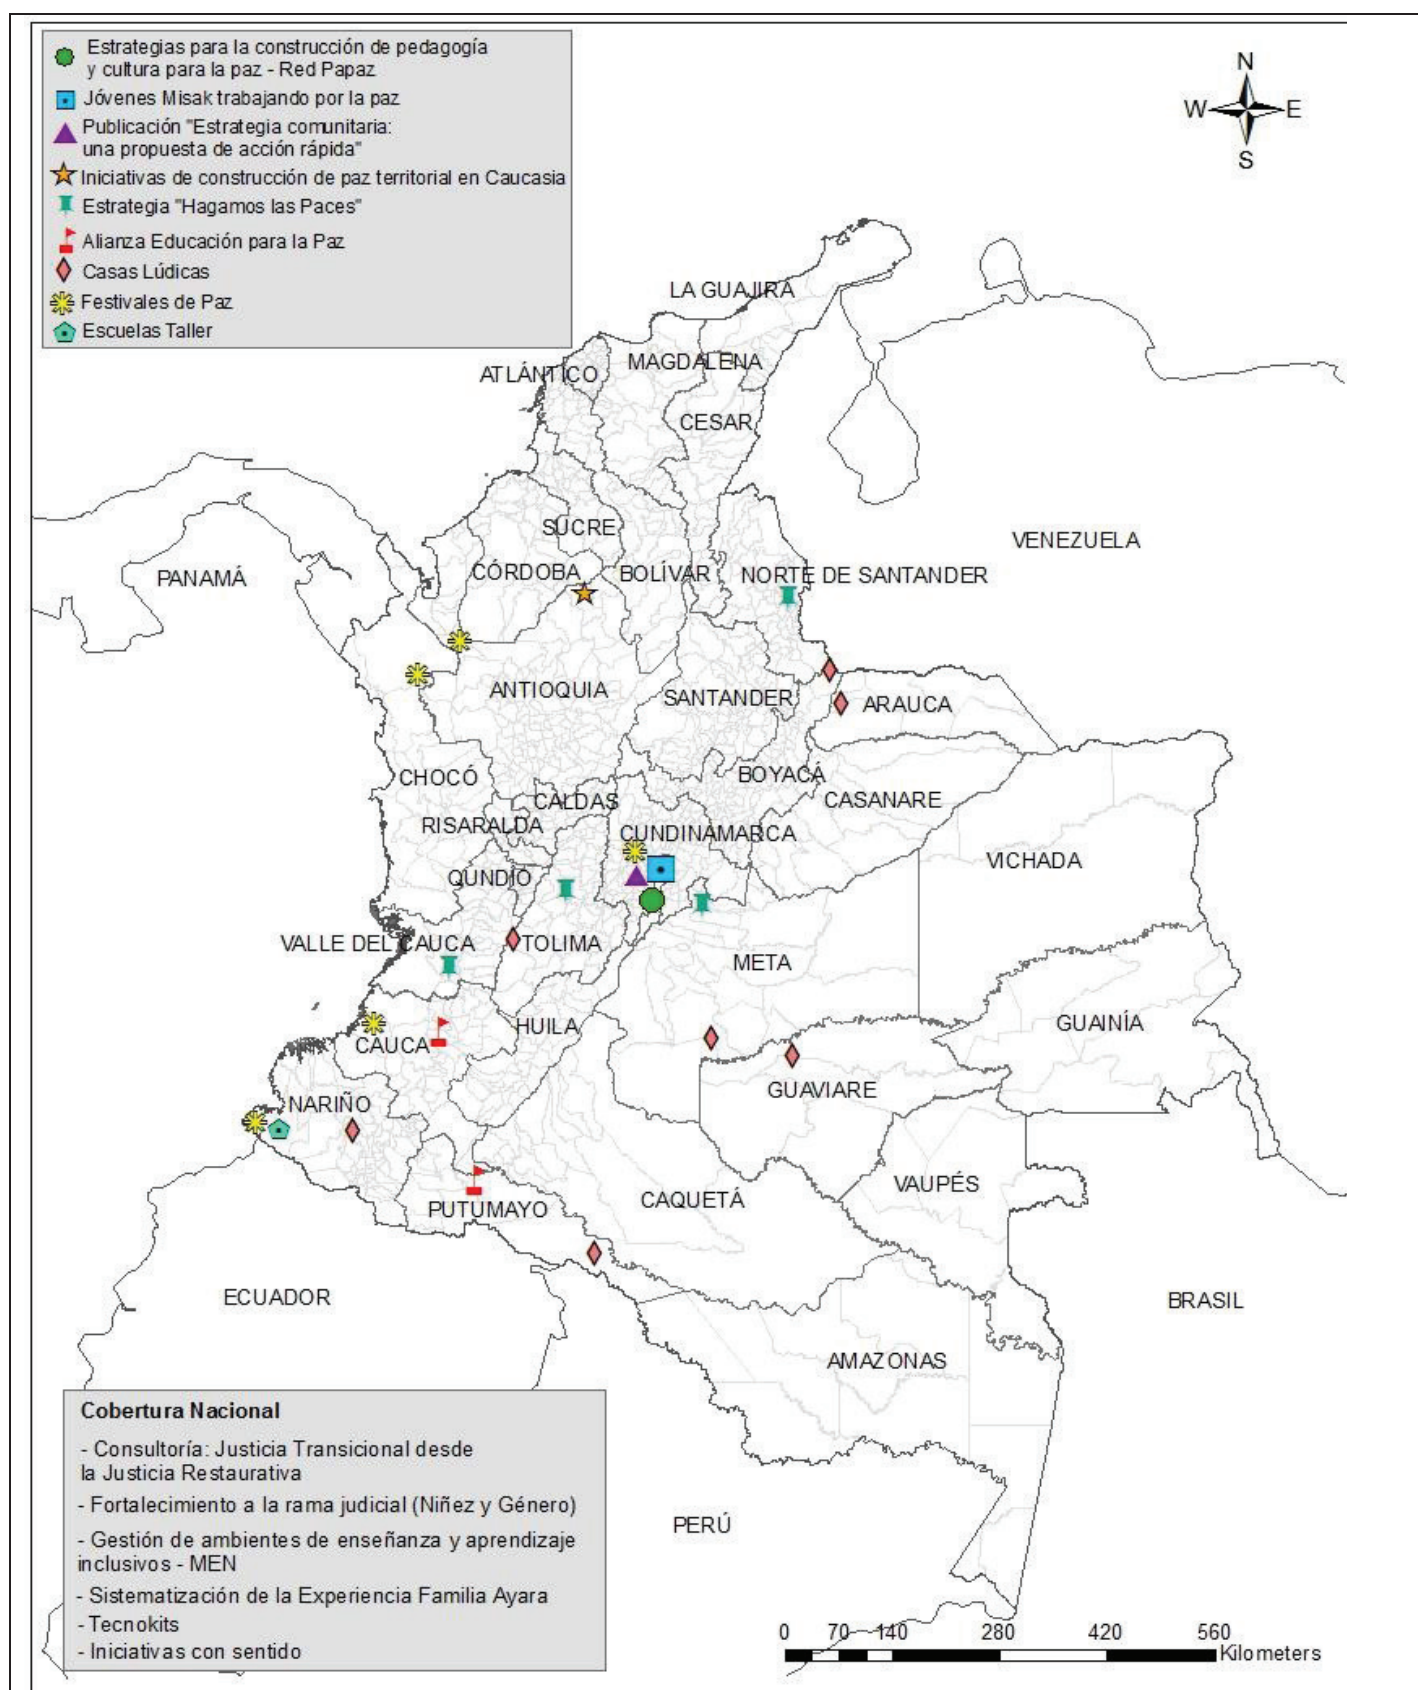 Estrategias para la construcción de pedagogía
y cultura para la paz - Red Papaz
Jóvenes Misak trabajando por la paz
Publicación "Estrategia comunitaria:
una propuesta de acción rápida"
Iniciativas de construcción de paz territorial en Caucasia
Estrategia "Hagamos las Paces"
Alianza Educación para la Paz
Casas Lúdicas
Festivales de Paz
Escuelas Taller
N
W E
S
LA GUAJIRA
MAGDALENA
ATLÁNTICO
CESAR
SUCRE
VENEZUELA
PANAMÁ
CÓRDOBA
BOLÍVAR
NORTE DE SANTANDER
ANTIOQUIA
SANTANDER
ARAUCA
CHOCÓ
BOYACÁ
CALDAS
CASANARE
RISARALDA
CUNDINAMARCA
VICHADA
QUNDÍO
VALLE DEL CAUCA
TOLIMA
META
HUILA
GUAINÍA
CAUCA
GUAVIARE
NARIÑO
VAUPÉS
CAQUETÁ
PUTUMAYO
ECUADOR
BRASIL
AMAZONAS
PERÚ
Cobertura Nacional
- Consultoría: Justicia Transicional desde
la Justicia Restaurativa
- Fortalecimiento a la rama judicial (Niñez y Género)
- Gestión de ambientes de enseñanza y aprendizaje
inclusivos - MEN
- Sistematización de la Experiencia Familia Ayara
- Tecnokits
- Iniciativas con sentido
0 70 140 280 420 560
Kilometers